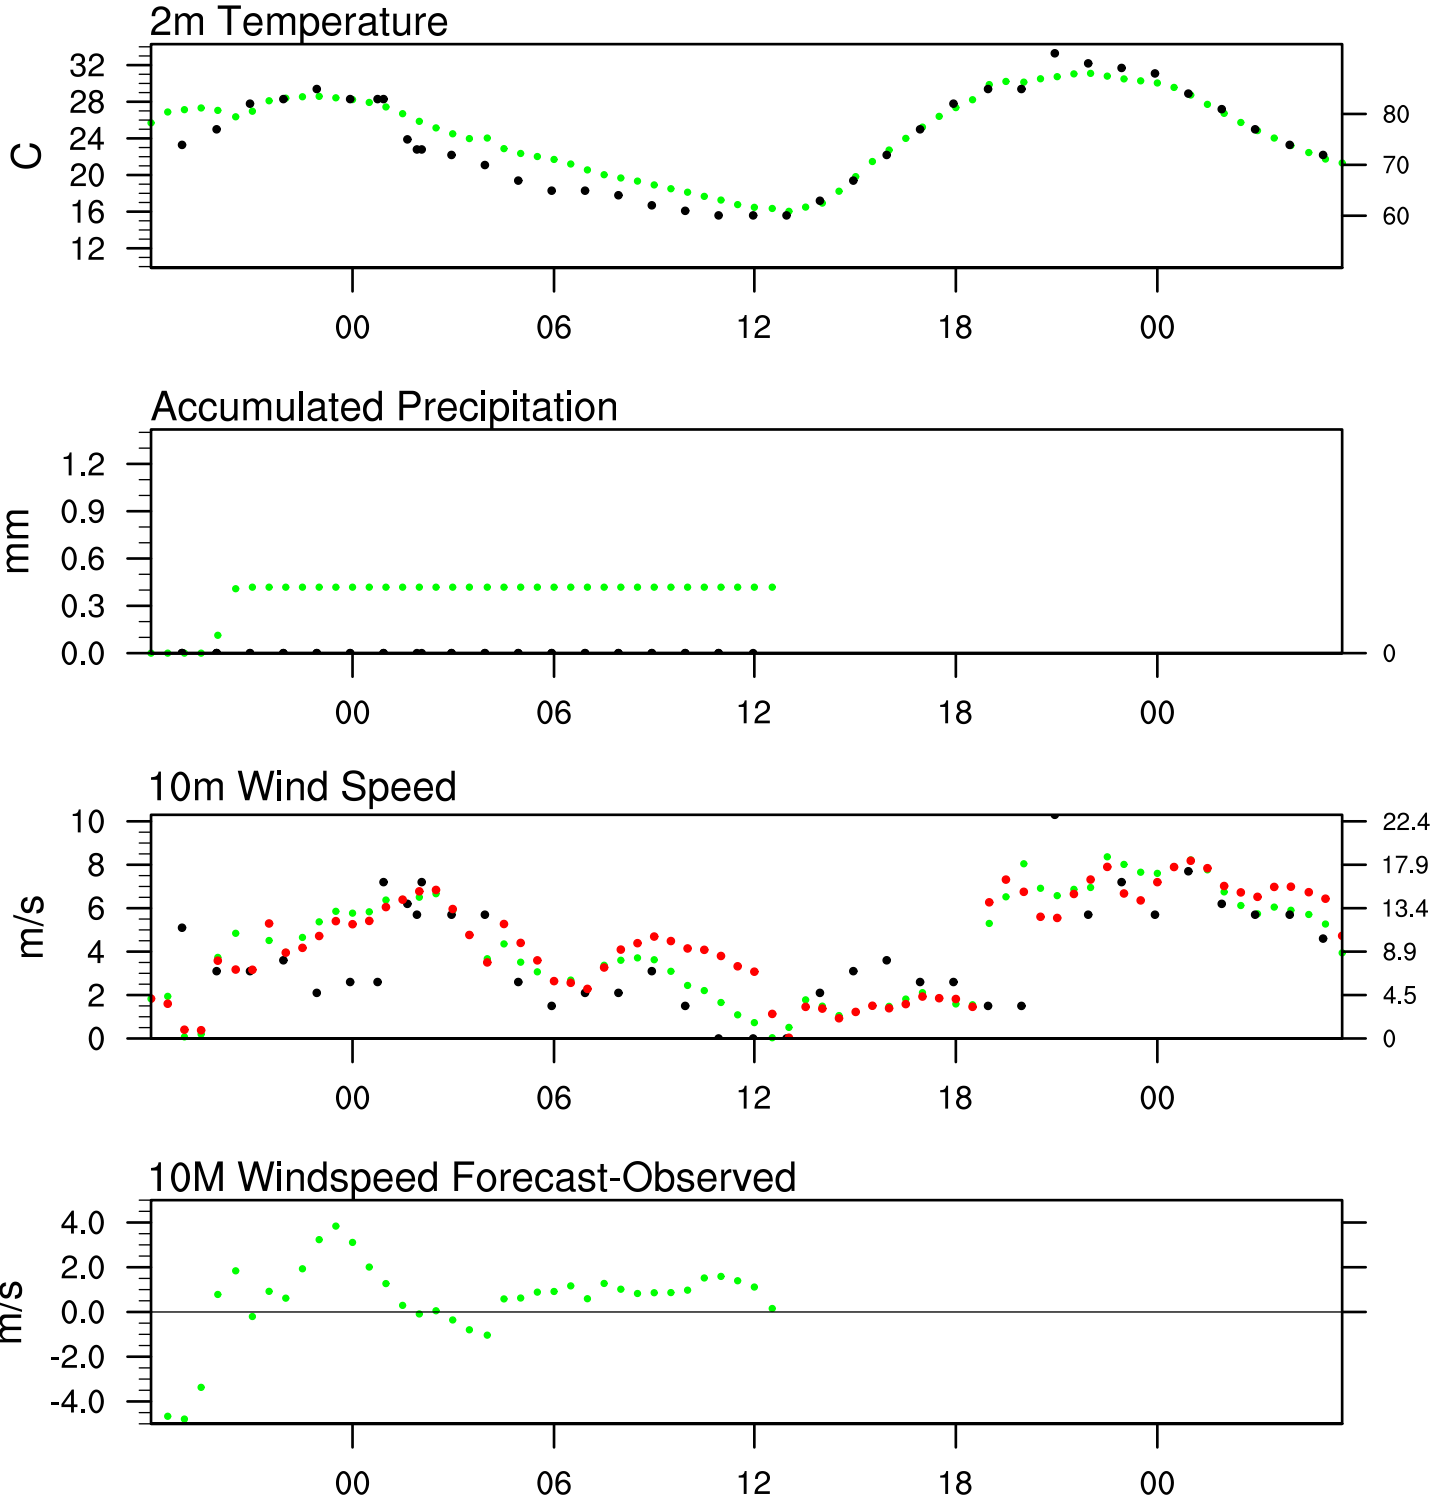 2m Temperature
32
28
24
20
16
12
C
80
70
60
00 06 12 18 00
Accumulated Precipitation
1.2
0.9
0.6
0.3
0.0
mm
0
00 06 12 18 00
10m Wind Speed
10
8
6
4
2
0
m/s
22.4
17.9
13.4
8.9
4.5
0
00 06 12 18 00
10M Windspeed Forecast-Observed
4.0
2.0
0.0
-2.0
-4.0
m/s
00 06 12 18 00